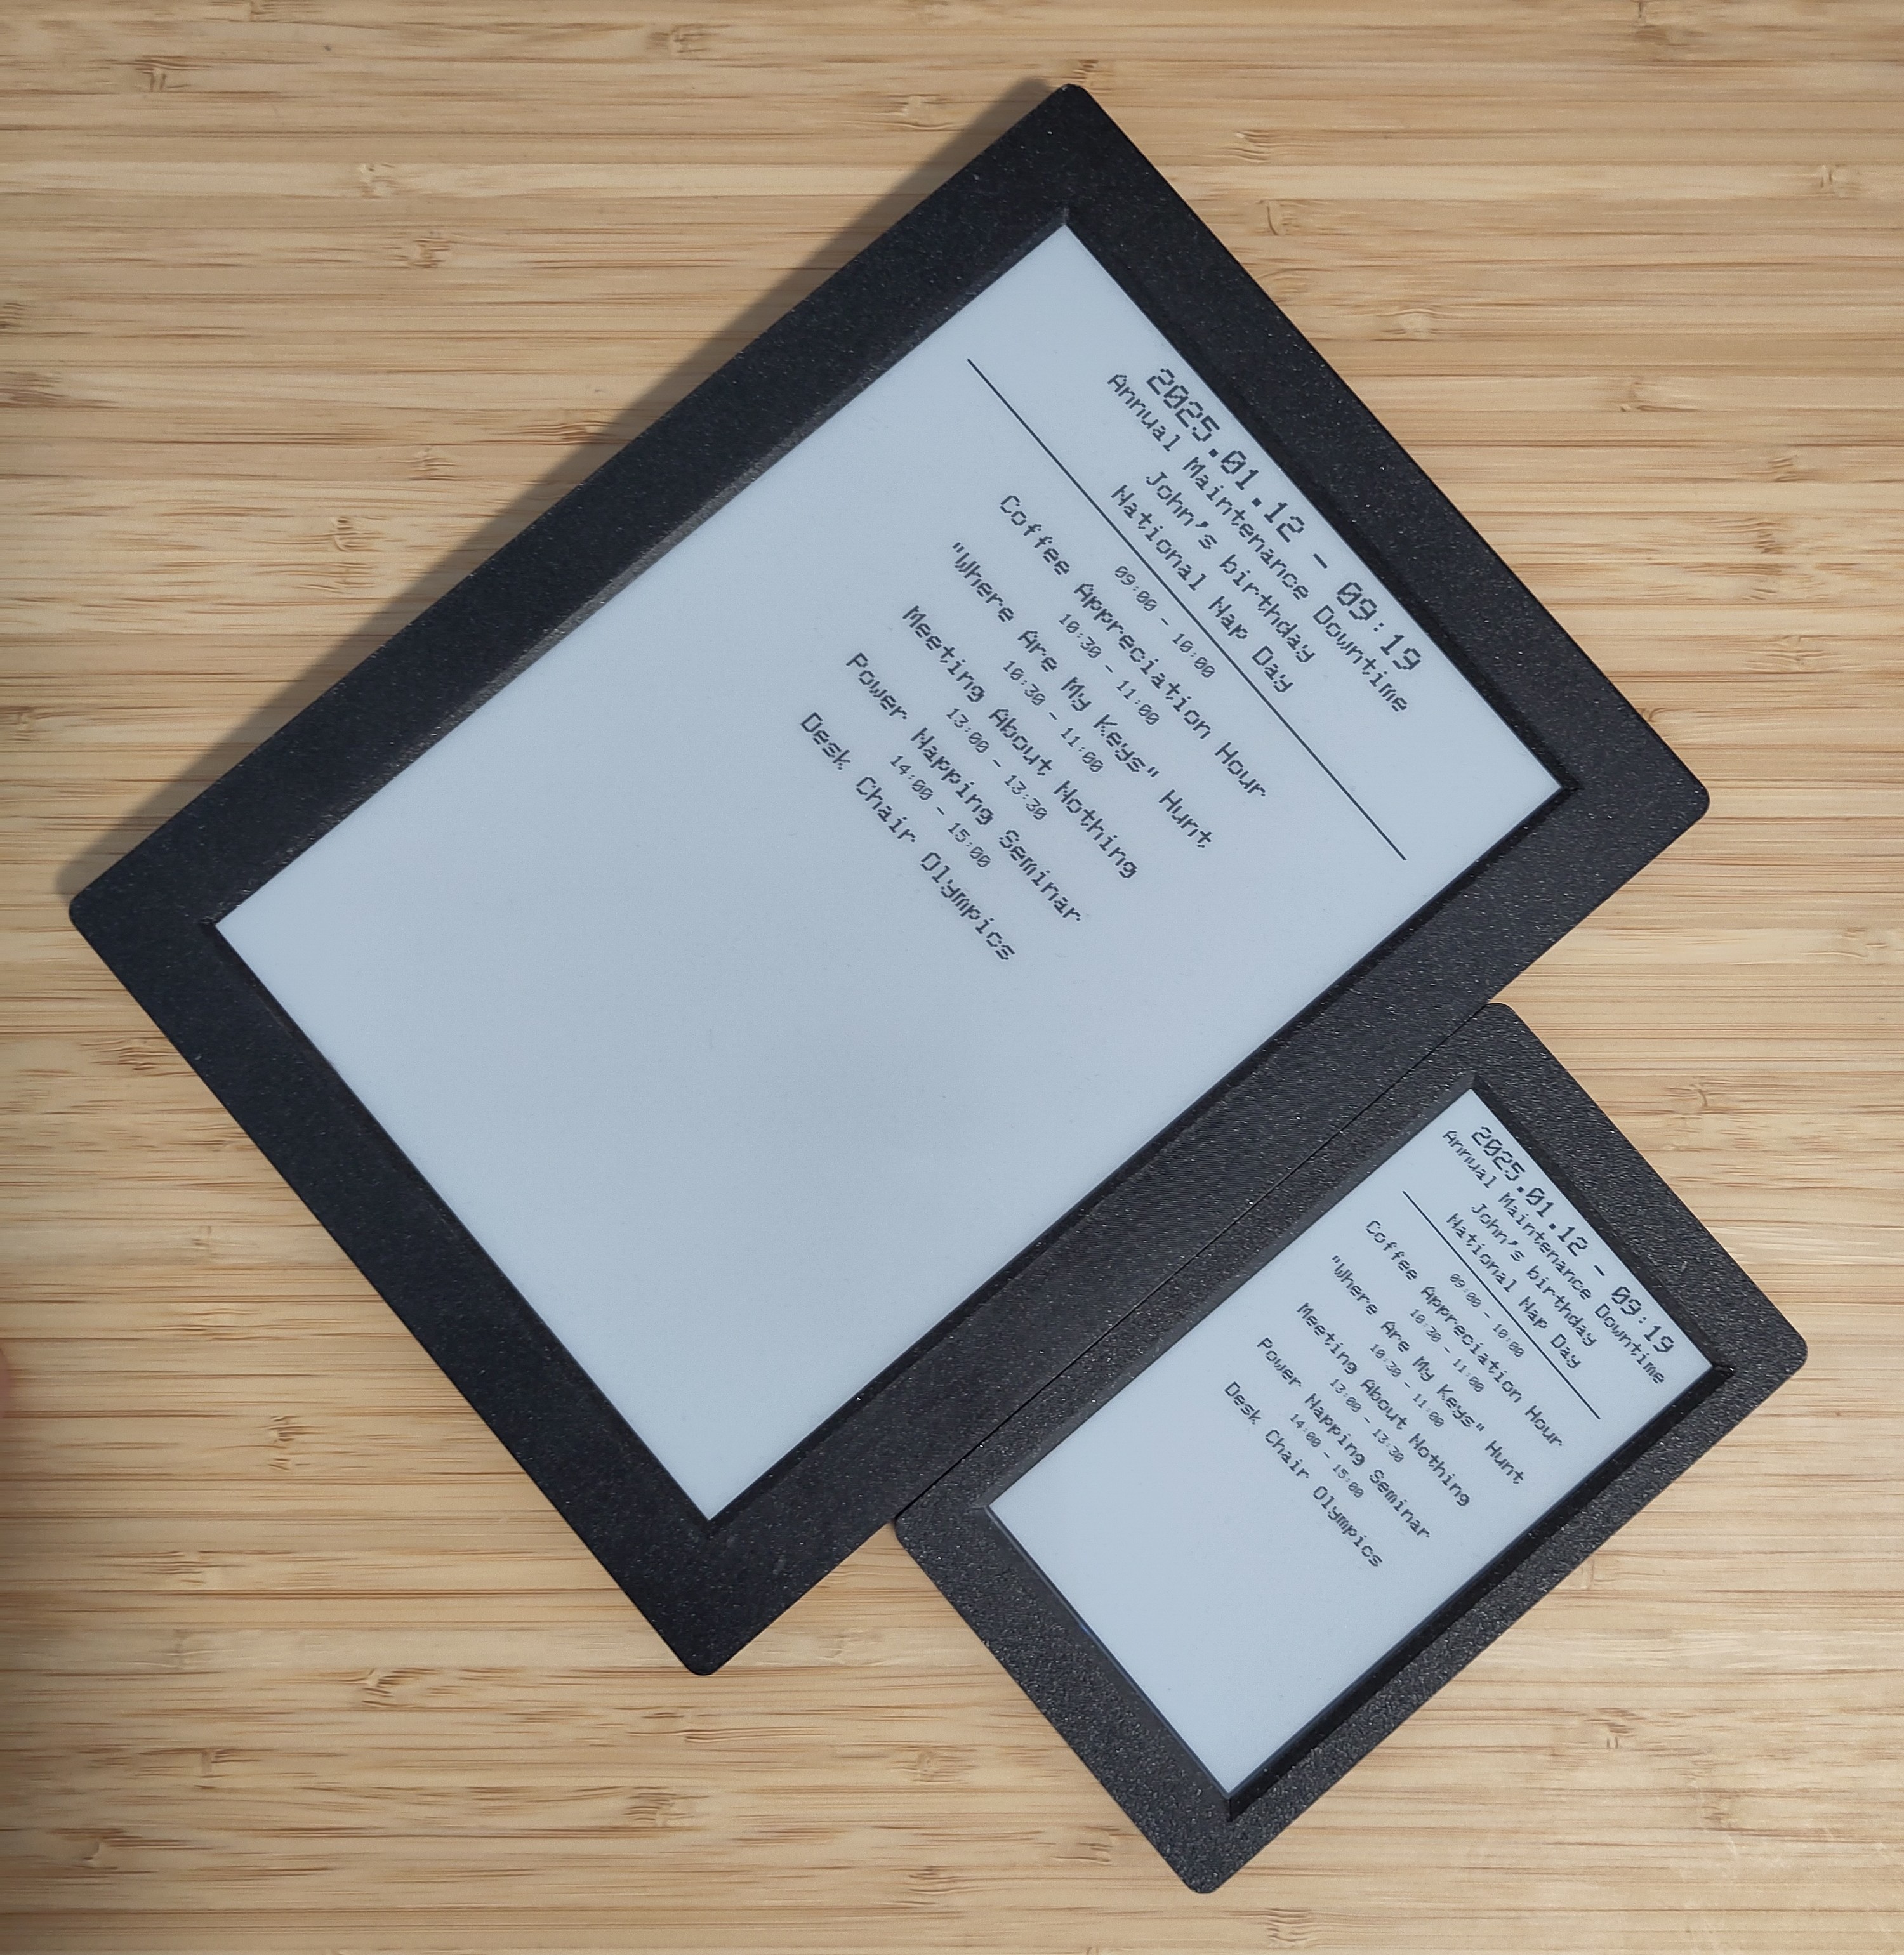 2025.01.12 - 09:19
Annual Maintenance Downtime
John's birthday
National Nap Day
09:00 - 10:00
Coffee Appreciation Hour
10:30 - 11:00
"Where Are My Keys" Hunt
10:30 - 11:00
Meeting About Nothing
13:00 - 13:30
Power Napping Seminar
14:00 - 15:00
Desk Chair Olympics
2025.01.12 - 09:19
Annual Maintenance Downtime
John's birthday
National Nap Day
09:00 - 10:00
Coffee Appreciation Hour
10:30 - 11:00
"Where Are My Keys" Hunt
10:30 - 11:00
Meeting About Nothing
13:00 - 13:30
Power Napping Seminar
14:00 - 15:00
Desk Chair Olympics